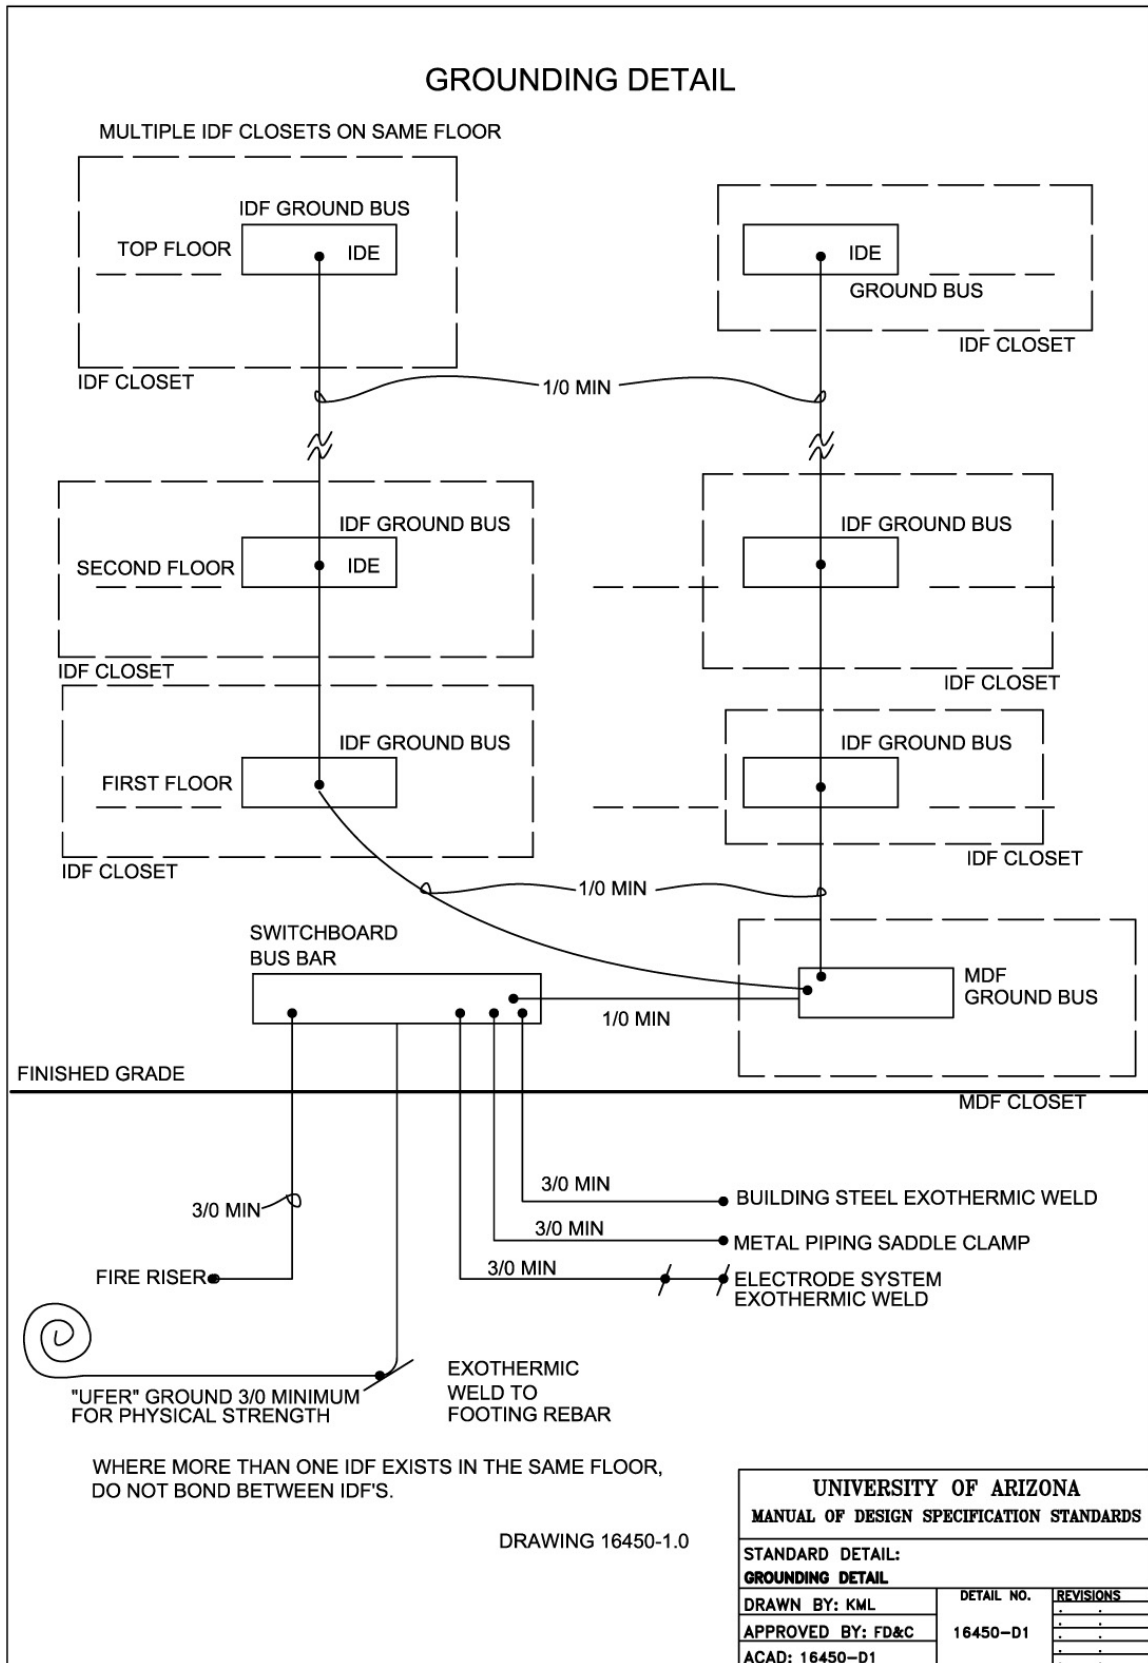 GROUNDING DETAIL
MULTIPLE IDF CLOSETS ON SAME FLOOR
IDF GROUND BUS
TOP FLOOR
IDE
IDF CLOSET
IDE
GROUND BUS
IDF CLOSET
1/0 MIN
IDF GROUND BUS
SECOND FLOOR
IDE
IDF CLOSET
IDF GROUND BUS
IDF CLOSET
IDF GROUND BUS
FIRST FLOOR
IDF CLOSET
IDF GROUND BUS
IDF CLOSET
1/0 MIN
SWITCHBOARD
BUS BAR
MDF
GROUND BUS
1/0 MIN
FINISHED GRADE
MDF CLOSET
3/0 MIN
BUILDING STEEL EXOTHERMIC WELD
3/0 MIN
3/0 MIN
METAL PIPING SADDLE CLAMP
3/0 MIN
FIRE RISER
ELECTRODE SYSTEM
EXOTHERMIC WELD
"UFER" GROUND 3/0 MINIMUM
FOR PHYSICAL STRENGTH
EXOTHERMIC
WELD TO
FOOTING REBAR
WHERE MORE THAN ONE IDF EXISTS IN THE SAME FLOOR,
DO NOT BOND BETWEEN IDF'S.
DRAWING 16450-1.0
UNIVERSITY OF ARIZONA
MANUAL OF DESIGN SPECIFICATION STANDARDS
STANDARD DETAIL:
GROUNDING DETAIL
DRAWN BY: KML
DETAIL NO.
REVISIONS
APPROVED BY: FD&C
16450-D1
ACAD: 16450-D1